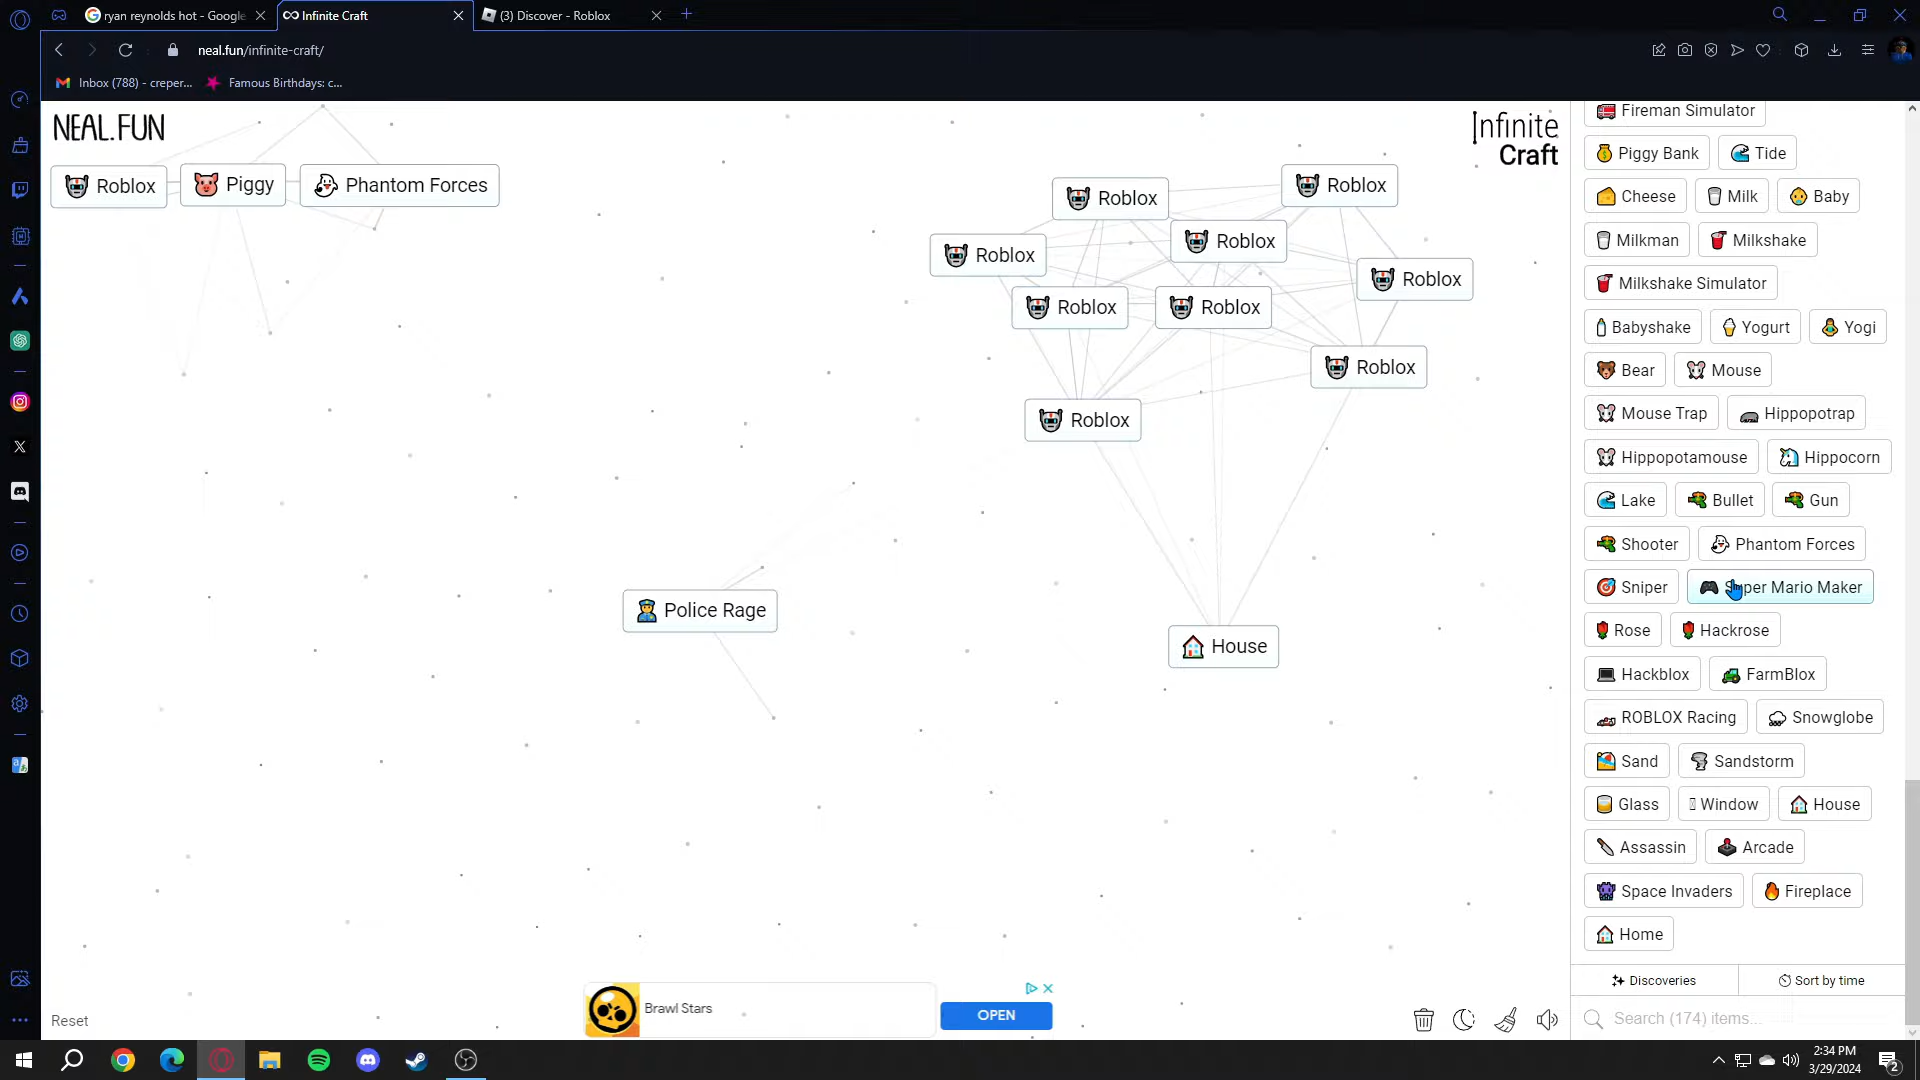 ryan reynolds hot - Google
Infinite Craft
(3) Discover - Roblox
neal.fun/infinite-craft/
Inbox (788) - creper...
Famous Birthdays: c...
NEAL.FUN
Infinite
Craft
Roblox
Piggy
Phantom Forces
Roblox
Roblox
Roblox
Roblox
Roblox
Roblox
Roblox
Roblox
Roblox
Police Rage
House
Fireman Simulator
Piggy Bank Tide
Cheese Milk Baby
Milkman Milkshake
Milkshake Simulator
Babyshake Yogurt Yogi
Bear Mouse
Mouse Trap Hippopotrap
Hippopotamouse Hippocorn
Lake Bullet Gun
Shooter Phantom Forces
Sniper per Mario Maker
Rose Hackrose
Hackblox FarmBlox
ROBLOX Racing Snowglobe
Sand Sandstorm
Glass Window House
Assassin Arcade
Space Invaders Fireplace
Home
Discoveries Sort by time
Search (174) items...
Reset
Brawl Stars
OPEN
2:34 PM
3/29/2024
2